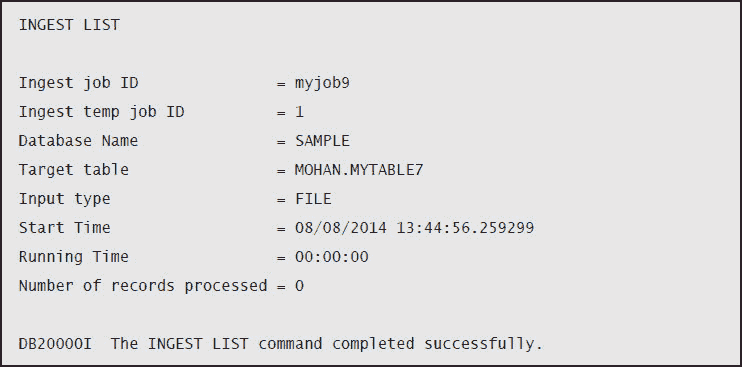 INGEST LIST
Ingest job ID = myjob9
Ingest temp job ID = 1
Database Name = SAMPLE
Target table = MOHAN.MYTABLE7
Input type = FILE
Start Time = 08/08/2014 13:44:56.259299
Running Time = 00:00:00
Number of records processed = 0
DB20000I The INGEST LIST command completed successfully.